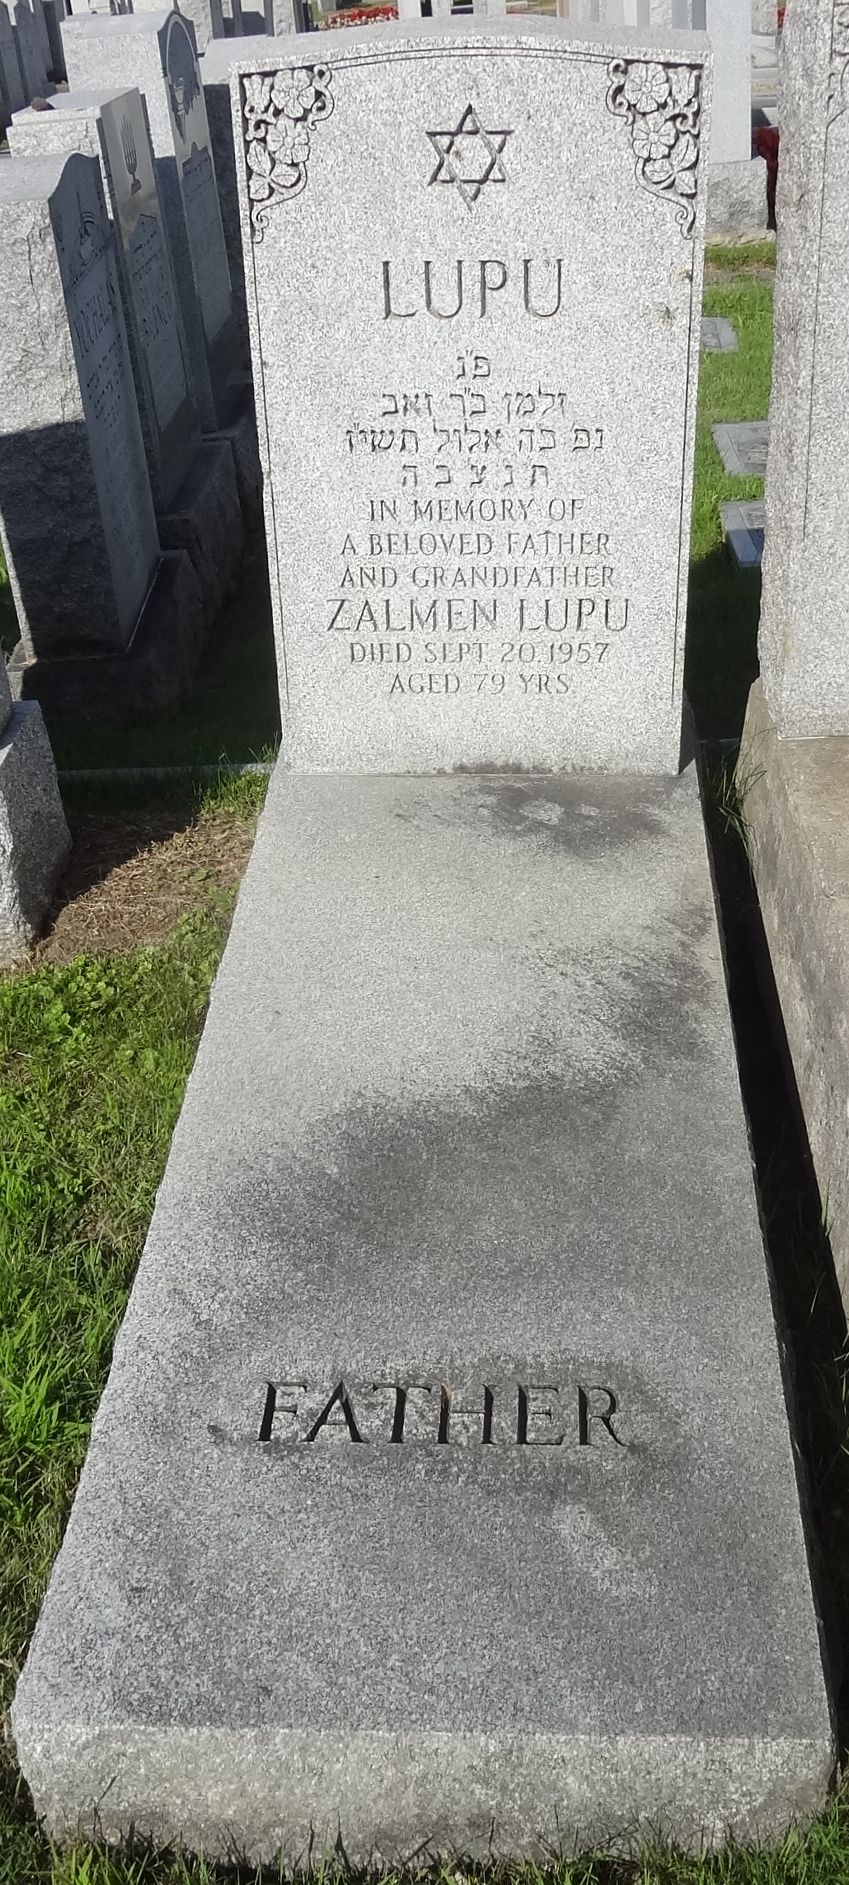 LUPU
פ"נ
זלמן ב"ר זאב
נפ כה אלול תשי"ז
ת נ צ ב ה
IN MEMORY OF
A BELOVED FATHER
AND GRANDFATHER
ZALMEN LUPU
DIED SEPT. 20.1957
AGED 79 YRS.
FATHER